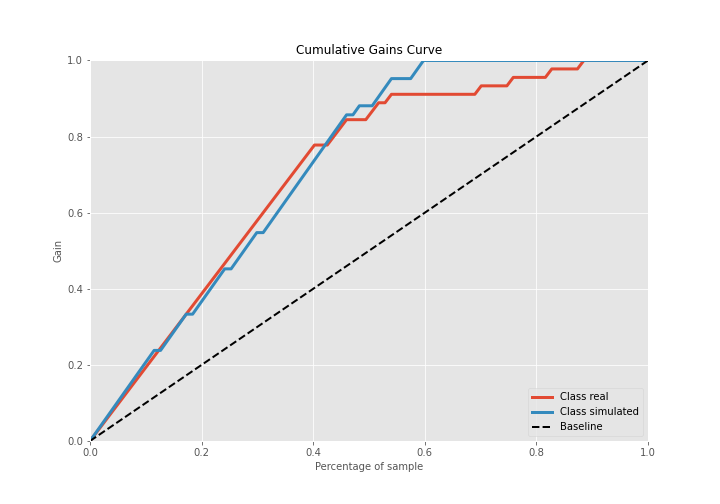 Cumulative Gains Curve
1.0
0.8
0.6
0.4
0.2
0.0
Gain
0.0 0.2 0.4 0.6 0.8 1.0
Percentage of sample
Class real
Class simulated
Baseline